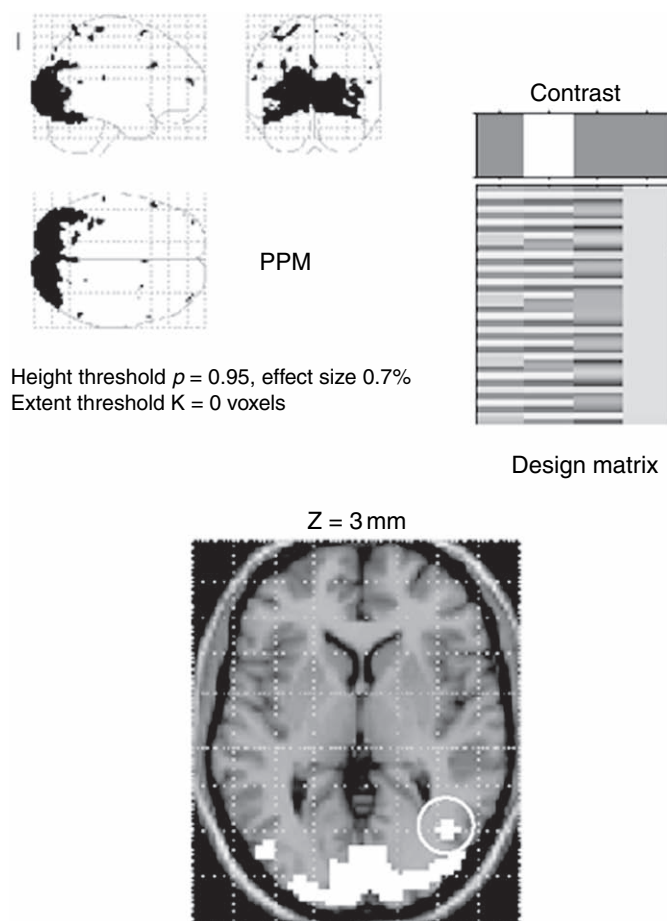 Contrast
PPM
Height threshold p = 0.95, effect size 0.7%
Extent threshold K = 0 voxels
Design matrix
Z = 3 mm